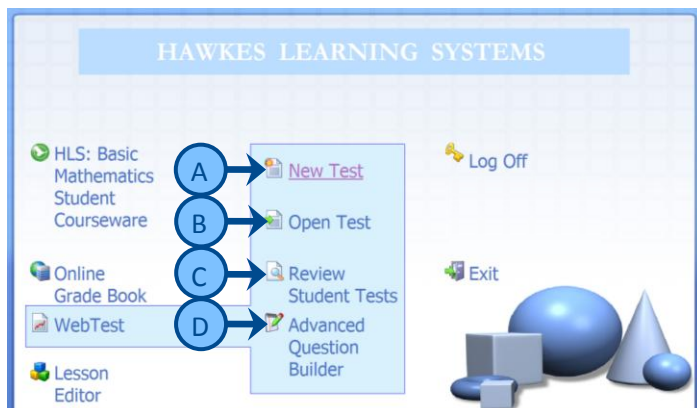 HAWKES LEARNING SYSTEMS
HLS: Basic
Mathematics
Student
Courseware
Online
Grade Book
WebTest
Lesson
Editor
A
New Test
B
Open Test
C
Review
Student Tests
D
Advanced
Question
Builder
Log Off
Exit